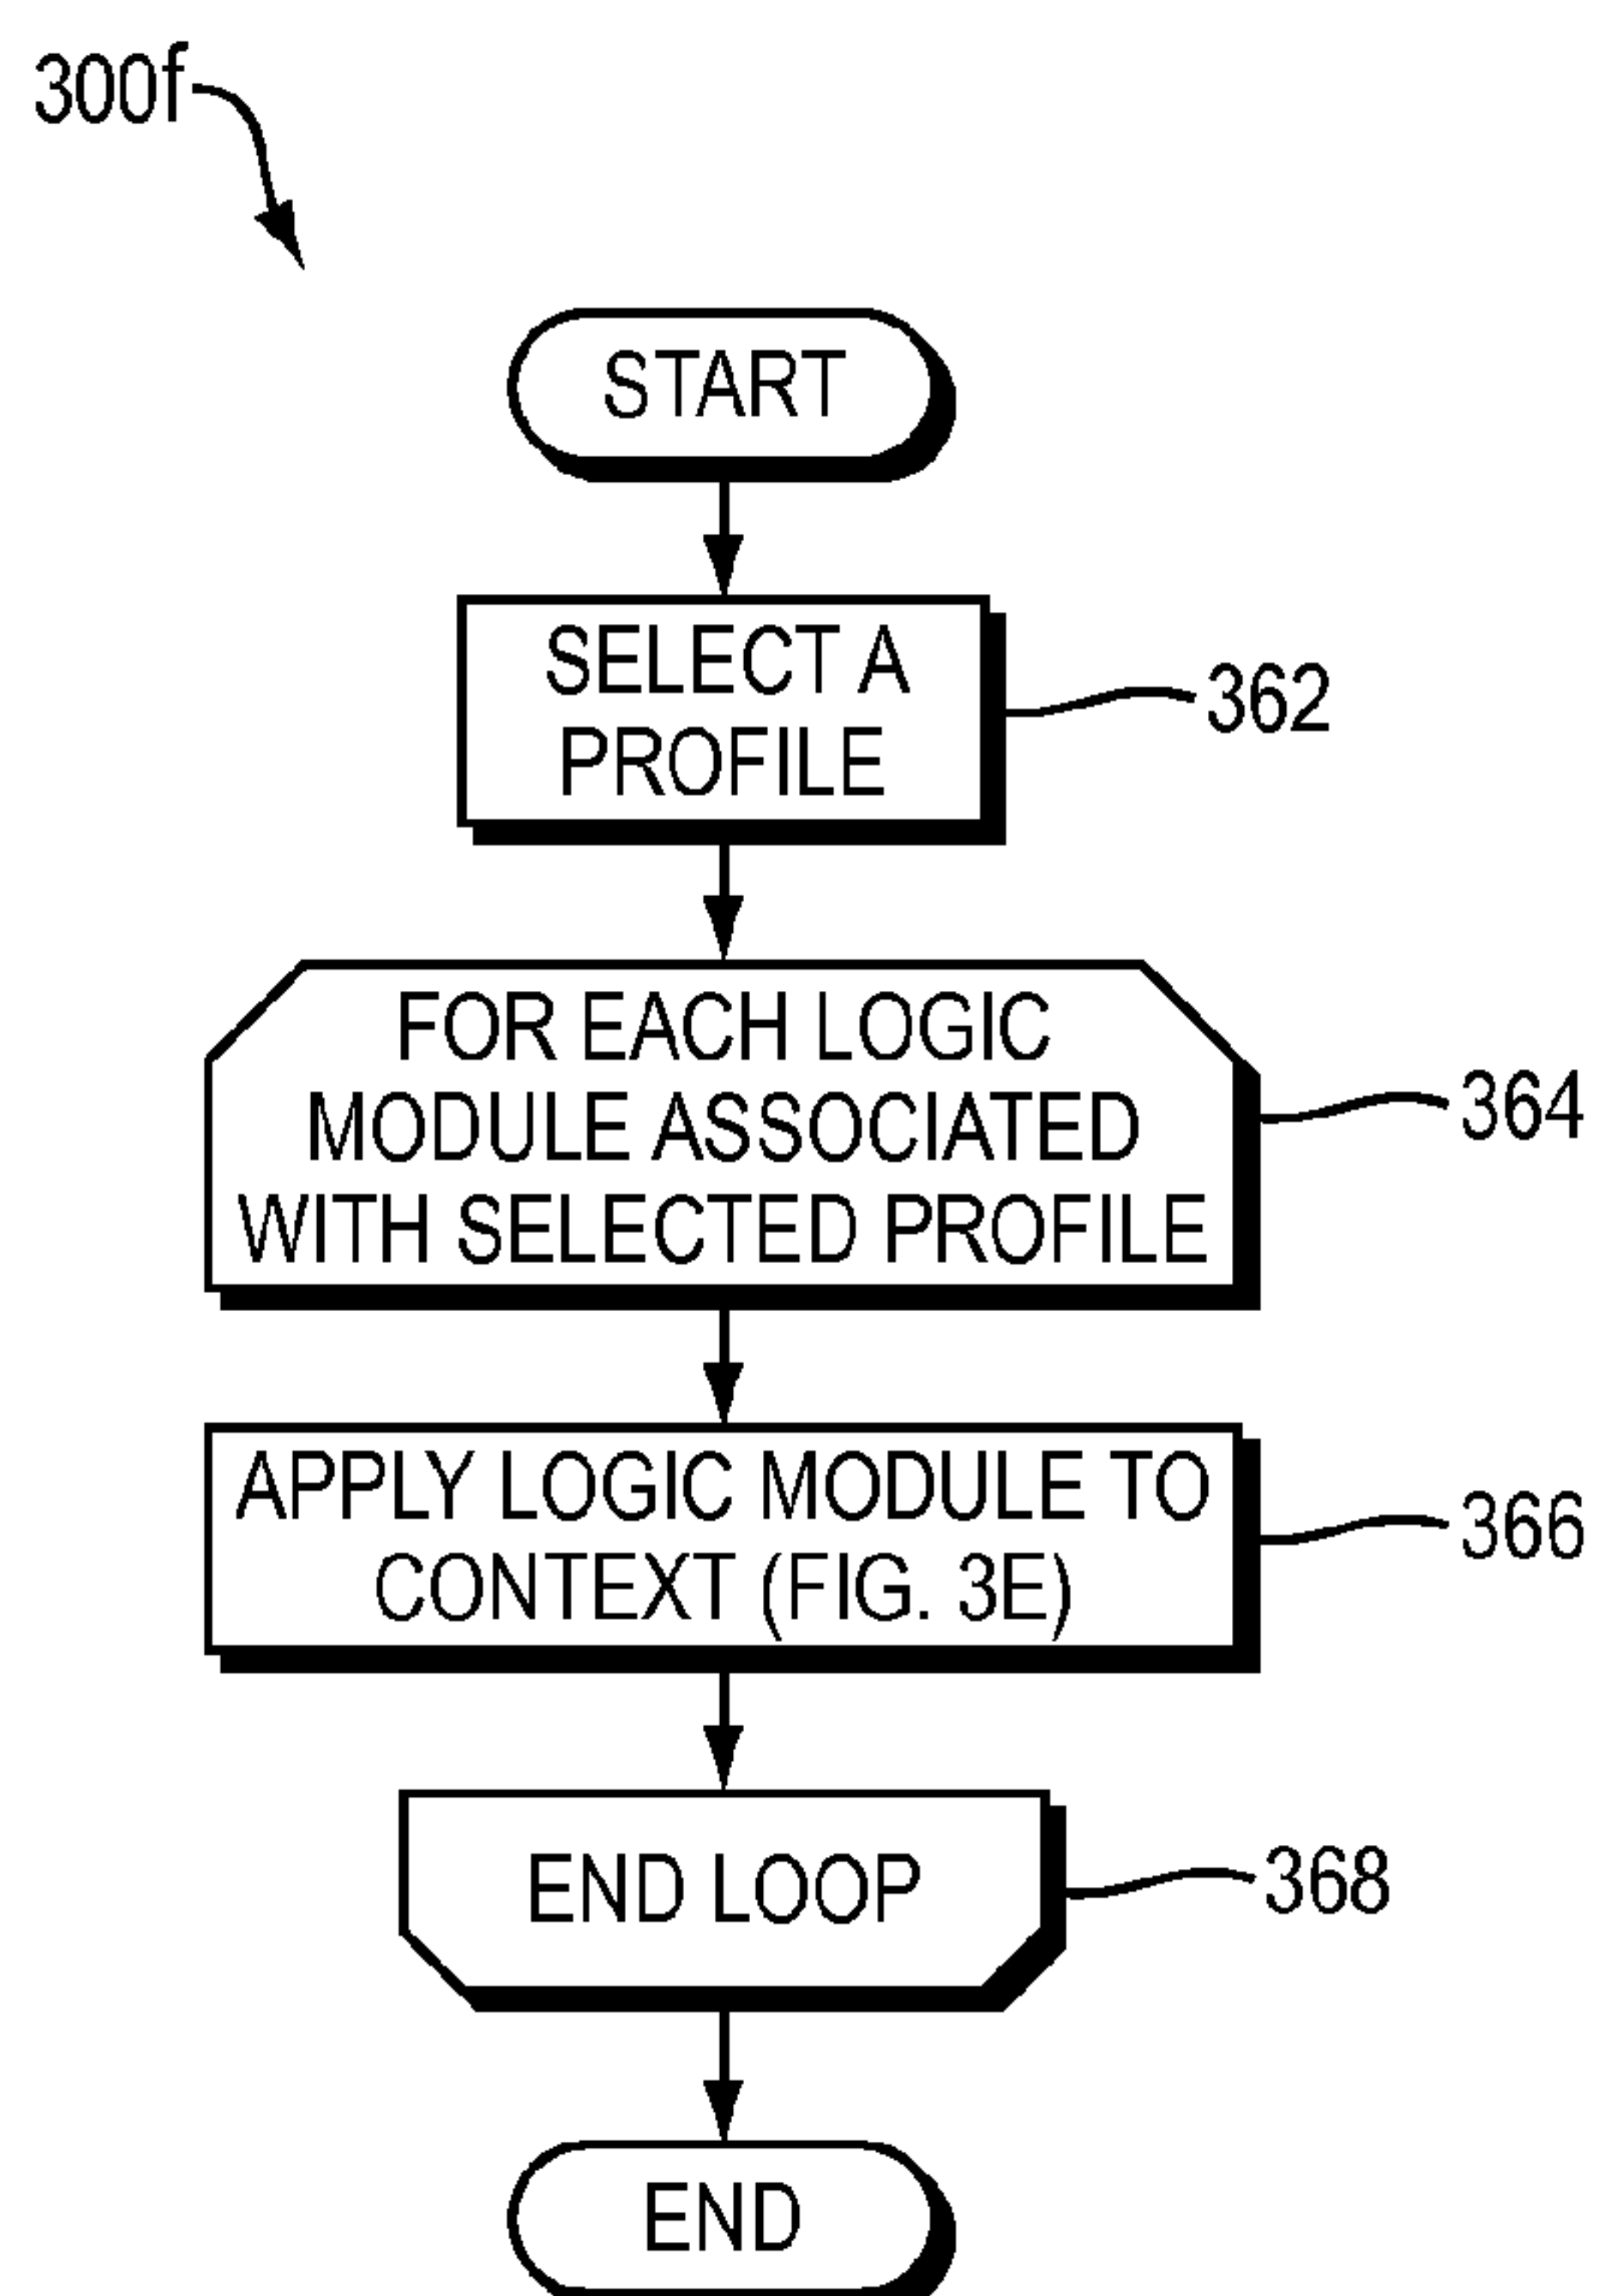 300f
START
SELECT A
PROFILE
362
FOR EACH LOGIC
MODULE ASSOCIATED
WITH SELECTED PROFILE
364
APPLY LOGIC MODULE TO
CONTEXT (FIG. 3E)
366
END LOOP
368
END